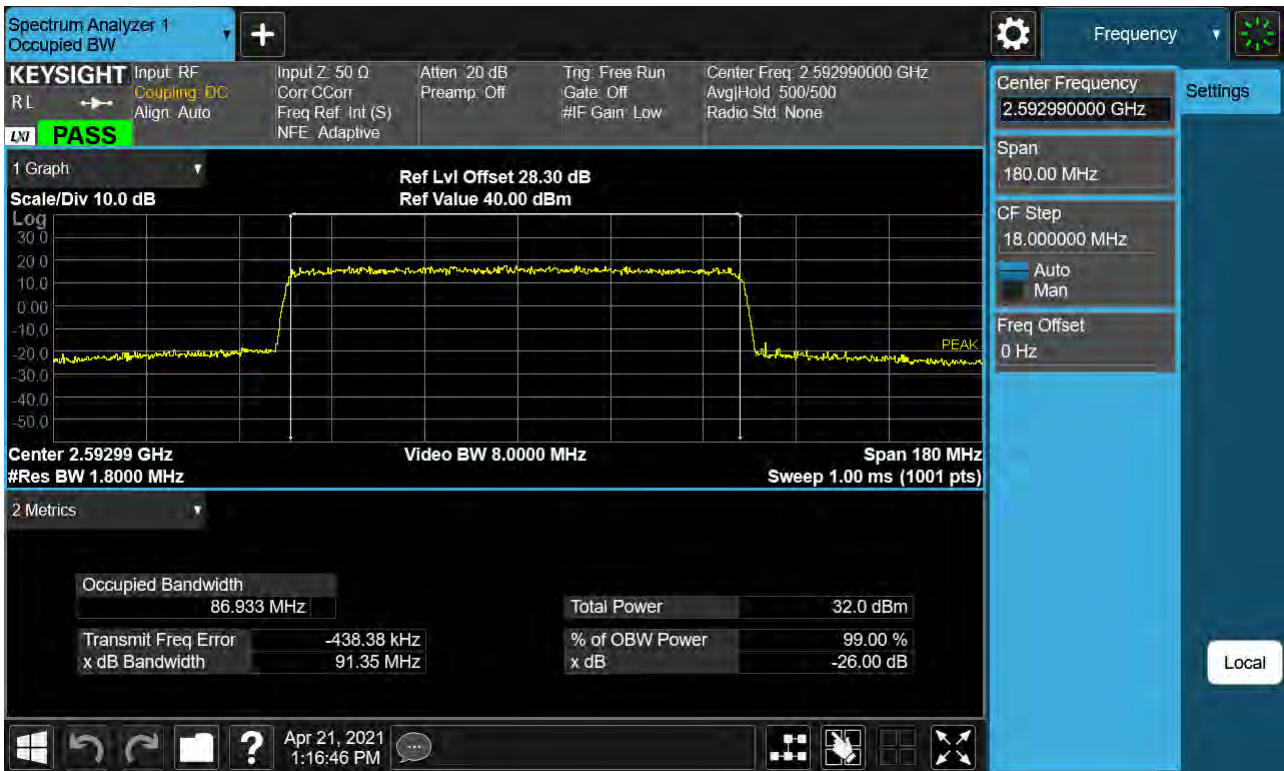 Spectrum Analyzer 1
Occupied BW
+
Frequency
KEYSIGHT
R L
LXI
PASS
Input: RF
Coupling: DC
Align: Auto
Input Z: 50 Ω
Corr CCorr
Freq Ref: Int (S)
NFE: Adaptive
Atten: 20 dB
Preamp: Off
Trig: Free Run
Gate: Off
#IF Gain: Low
Center Freq: 2.592990000 GHz
Avg|Hold: 500/500
Radio Std: None
Center Frequency
2.592990000 GHz
Settings
Span
180.00 MHz
CF Step
18.000000 MHz
Auto
Man
Freq Offset
0 Hz
1 Graph
Scale/Div 10.0 dB
Ref Lvl Offset 28.30 dB
Ref Value 40.00 dBm
Log
30.0
20.0
10.0
0.00
-10.0
-20.0
-30.0
-40.0
-50.0
PEAK
Center 2.59299 GHz
#Res BW 1.8000 MHz
Video BW 8.0000 MHz
Span 180 MHz
Sweep 1.00 ms (1001 pts)
2 Metrics
Occupied Bandwidth
86.933 MHz
Transmit Freq Error -438.38 kHz
x dB Bandwidth 91.35 MHz
Total Power 32.0 dBm
% of OBW Power 99.00 %
x dB -26.00 dB
Local
?
Apr 21, 2021
1:16:46 PM